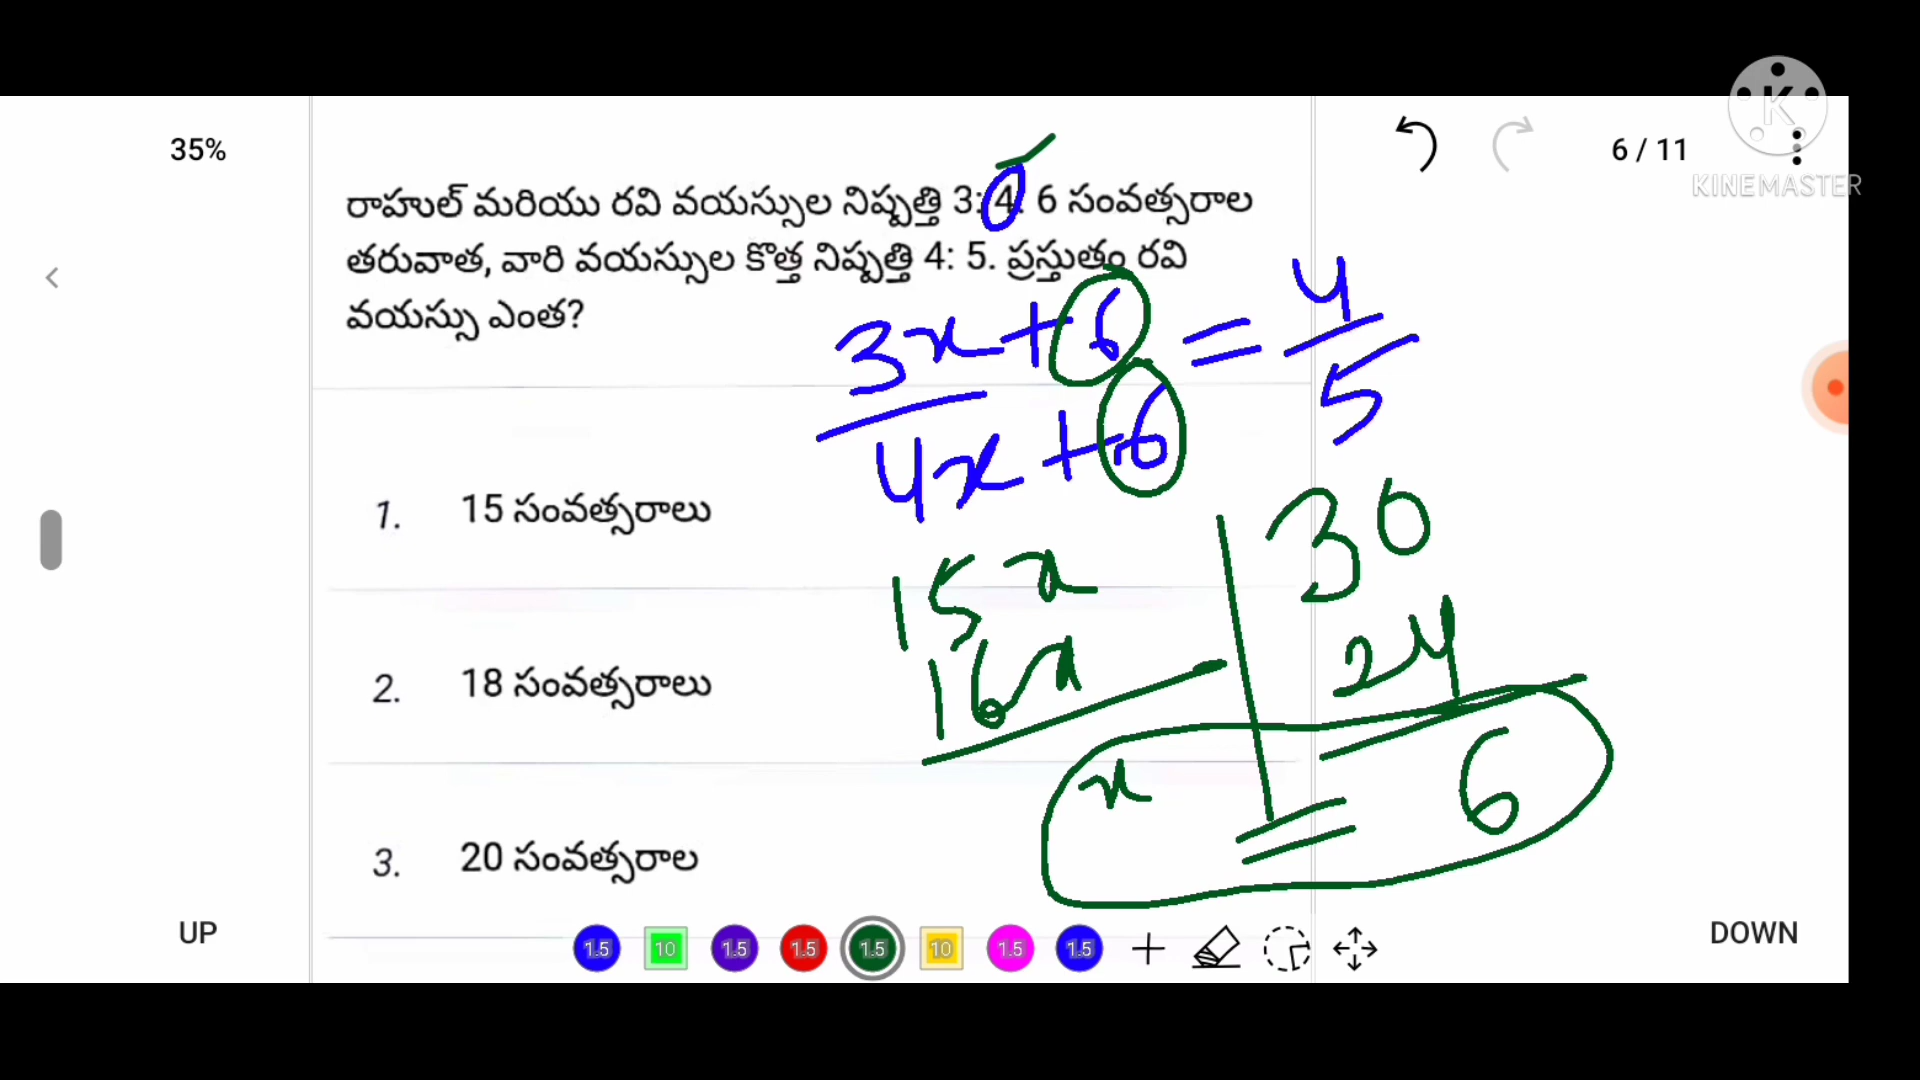 35%
6 / 11
KINEMASTER
రాహుల్ మరియు రవి వయస్సుల నిష్పత్తి 3: 4. 6 సంవత్సరాల
తరువాత, వారి వయస్సుల కొత్త నిష్పత్తి 4: 5. ప్రస్తుతం రవి
వయస్సు ఎంత?
3x+6 = 4
4x+6 5
1. 15 సంవత్సరాలు
15x 30
16x 24
2. 18 సంవత్సరాలు
x = 6
3. 20 సంవత్సరాల
UP
DOWN
1.5 10 1.5 1.5 1.5 10 1.5 1.5